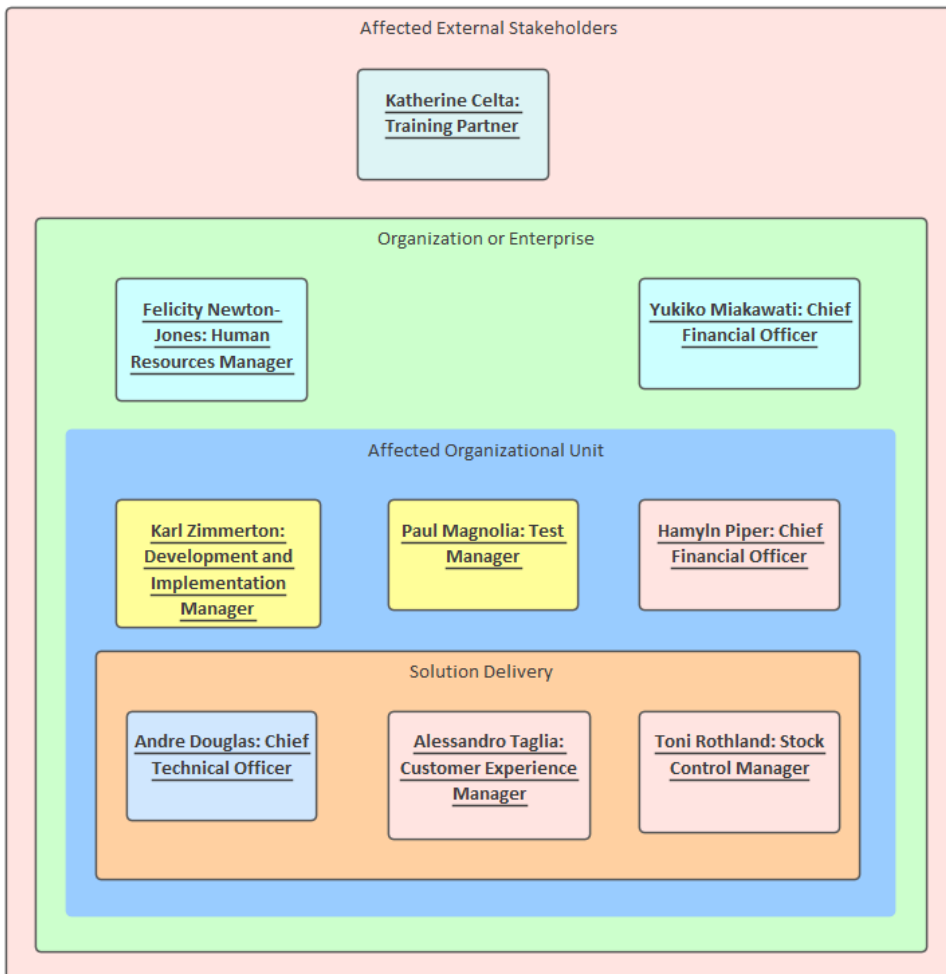 Affected External Stakeholders
Katherine Celta:
Training Partner
Organization or Enterprise
Felicity Newton-
Jones: Human
Resources Manager
Yukiko Miakawati: Chief
Financial Officer
Affected Organizational Unit
Karl Zimmerton:
Development and
Implementation
Manager
Paul Magnolia: Test
Manager
Hamyln Piper: Chief
Financial Officer
Solution Delivery
Andre Douglas: Chief
Technical Officer
Alessandro Taglia:
Customer Experience
Manager
Toni Rothland: Stock
Control Manager